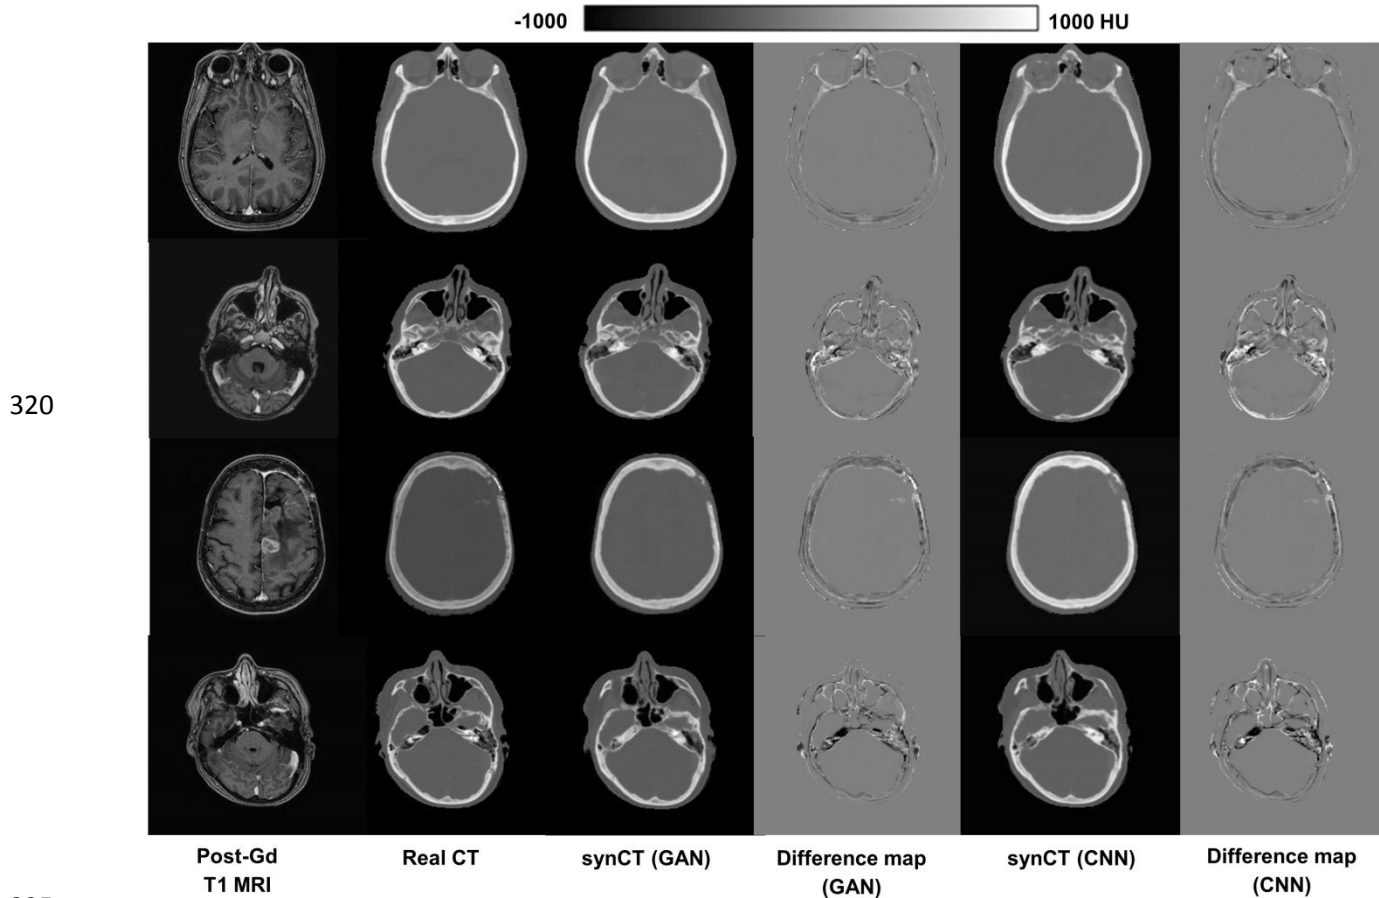 -1000 1000 HU
320
Post-Gd Real CT synCT (GAN) Difference map synCT (CNN) Difference map
T1 MRI (GAN) (CNN)